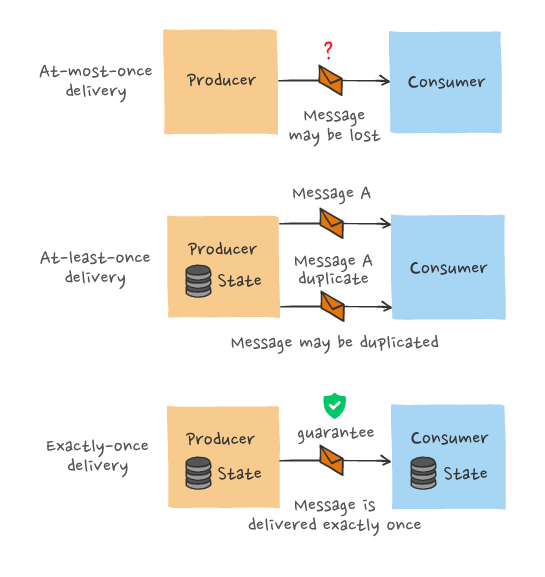 At-most-once
delivery
Producer
?
Message
may be lost
Consumer
At-least-once
delivery
Producer
State
Message A
Message A
duplicate
Consumer
Message may be duplicated
Exactly-once
delivery
Producer
State
guarantee
Message is
delivered exactly once
Consumer
State